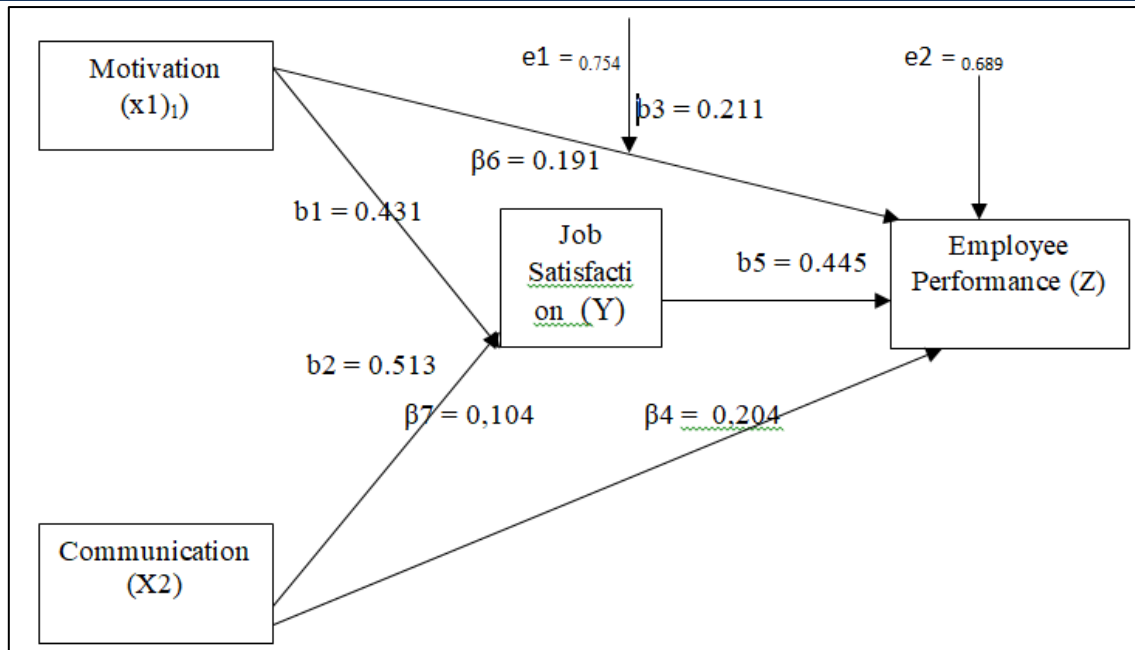 Motivation
(x1)₁)
e1 = 0.754
e2 = 0.689
b3 = 0.211
β6 = 0.191
b1 = 0.431
Job
Satisfacti
on (Y)
b5 = 0.445
Employee
Performance (Z)
b2 = 0.513
β7 = 0,104
β4 = 0,204
Communication
(X2)